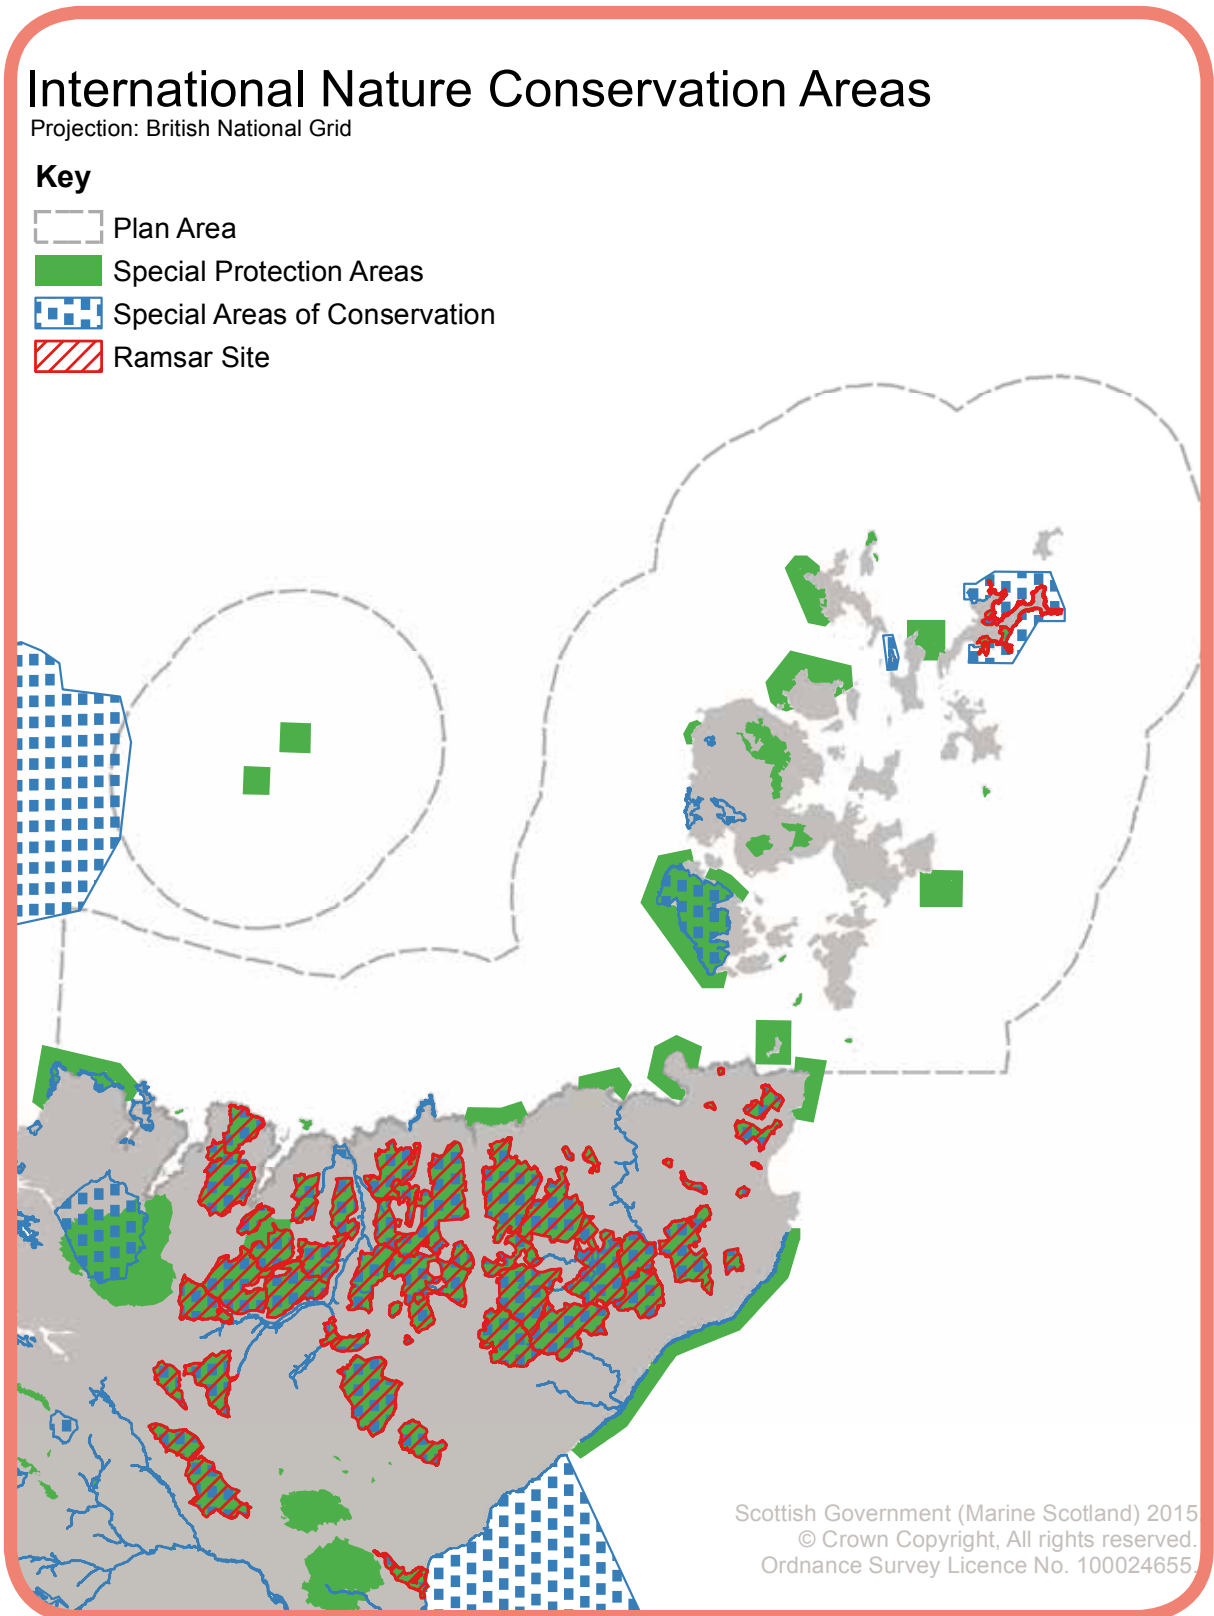 International Nature Conservation Areas
Projection: British National Grid
Key
Plan Area
Special Protection Areas
Special Areas of Conservation
Ramsar Site
Scottish Government (Marine Scotland) 2015
© Crown Copyright, All rights reserved.
Ordnance Survey Licence No. 100024655.